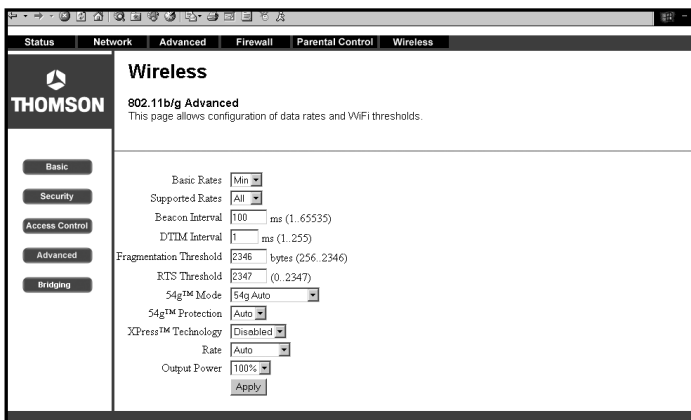 Status Network Advanced Firewall Parental Control Wireless
THOMSON
Wireless
802.11b/g Advanced
This page allows configuration of data rates and WiFi thresholds.
Basic
Security
Access Control
Advanced
Bridging
Basic Rates Min
Supported Rates All
Beacon Interval 100 ms (1..65535)
DTIM Interval 1 ms (1..255)
Fragmentation Threshold 2346 bytes (256..2346)
RTS Threshold 2347 (0..2347)
54g™ Mode 54g Auto
54g™ Protection Auto
XPress™ Technology Disabled
Rate Auto
Output Power 100%
Apply